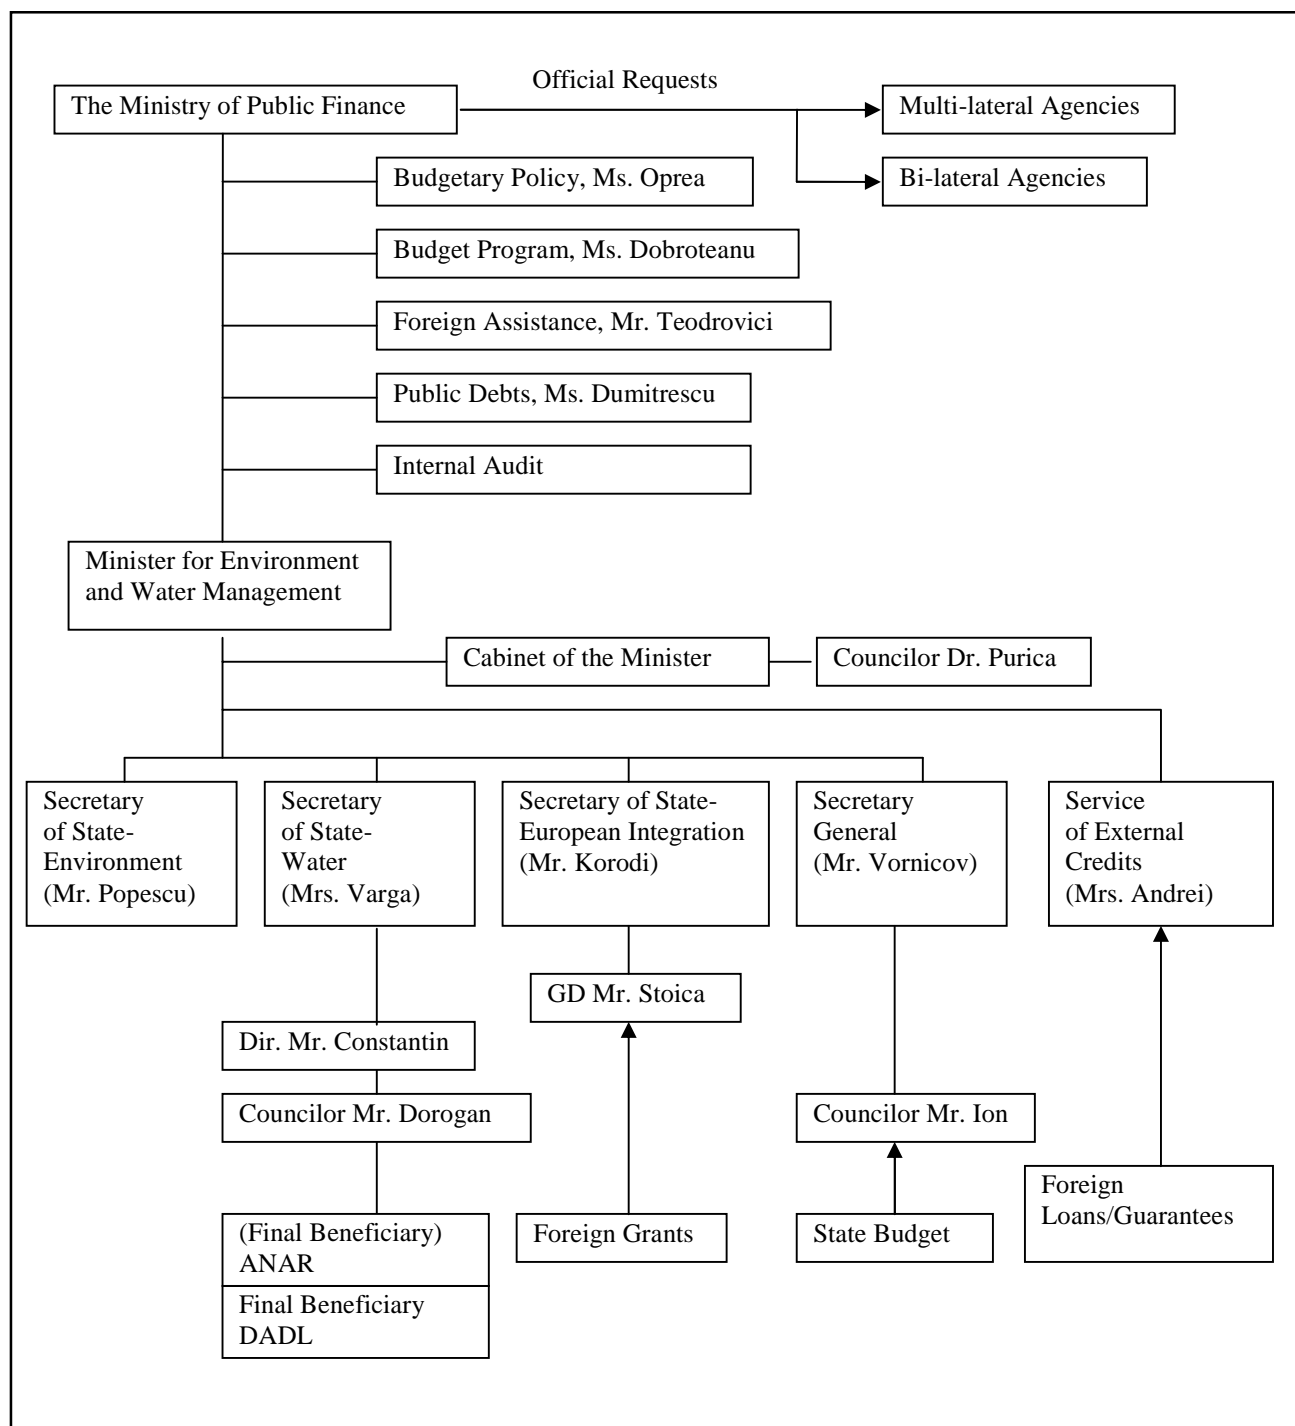 Official Requests
The Ministry of Public Finance
Multi-lateral Agencies
Budgetary Policy, Ms. Oprea
Bi-lateral Agencies
Budget Program, Ms. Dobroteanu
Foreign Assistance, Mr. Teodrovici
Public Debts, Ms. Dumitrescu
Internal Audit
Minister for Environment
and Water Management
Cabinet of the Minister
Councilor Dr. Purica
Secretary
of State-
Environment
(Mr. Popescu)
Secretary
of State-
Water
(Mrs. Varga)
Secretary of State-
European Integration
(Mr. Korodi)
Secretary
General
(Mr. Vornicov)
Service
of External
Credits
(Mrs. Andrei)
GD Mr. Stoica
Dir. Mr. Constantin
Councilor Mr. Dorogan
Councilor Mr. Ion
(Final Beneficiary)
ANAR
Final Beneficiary
DADL
Foreign Grants
State Budget
Foreign
Loans/Guarantees